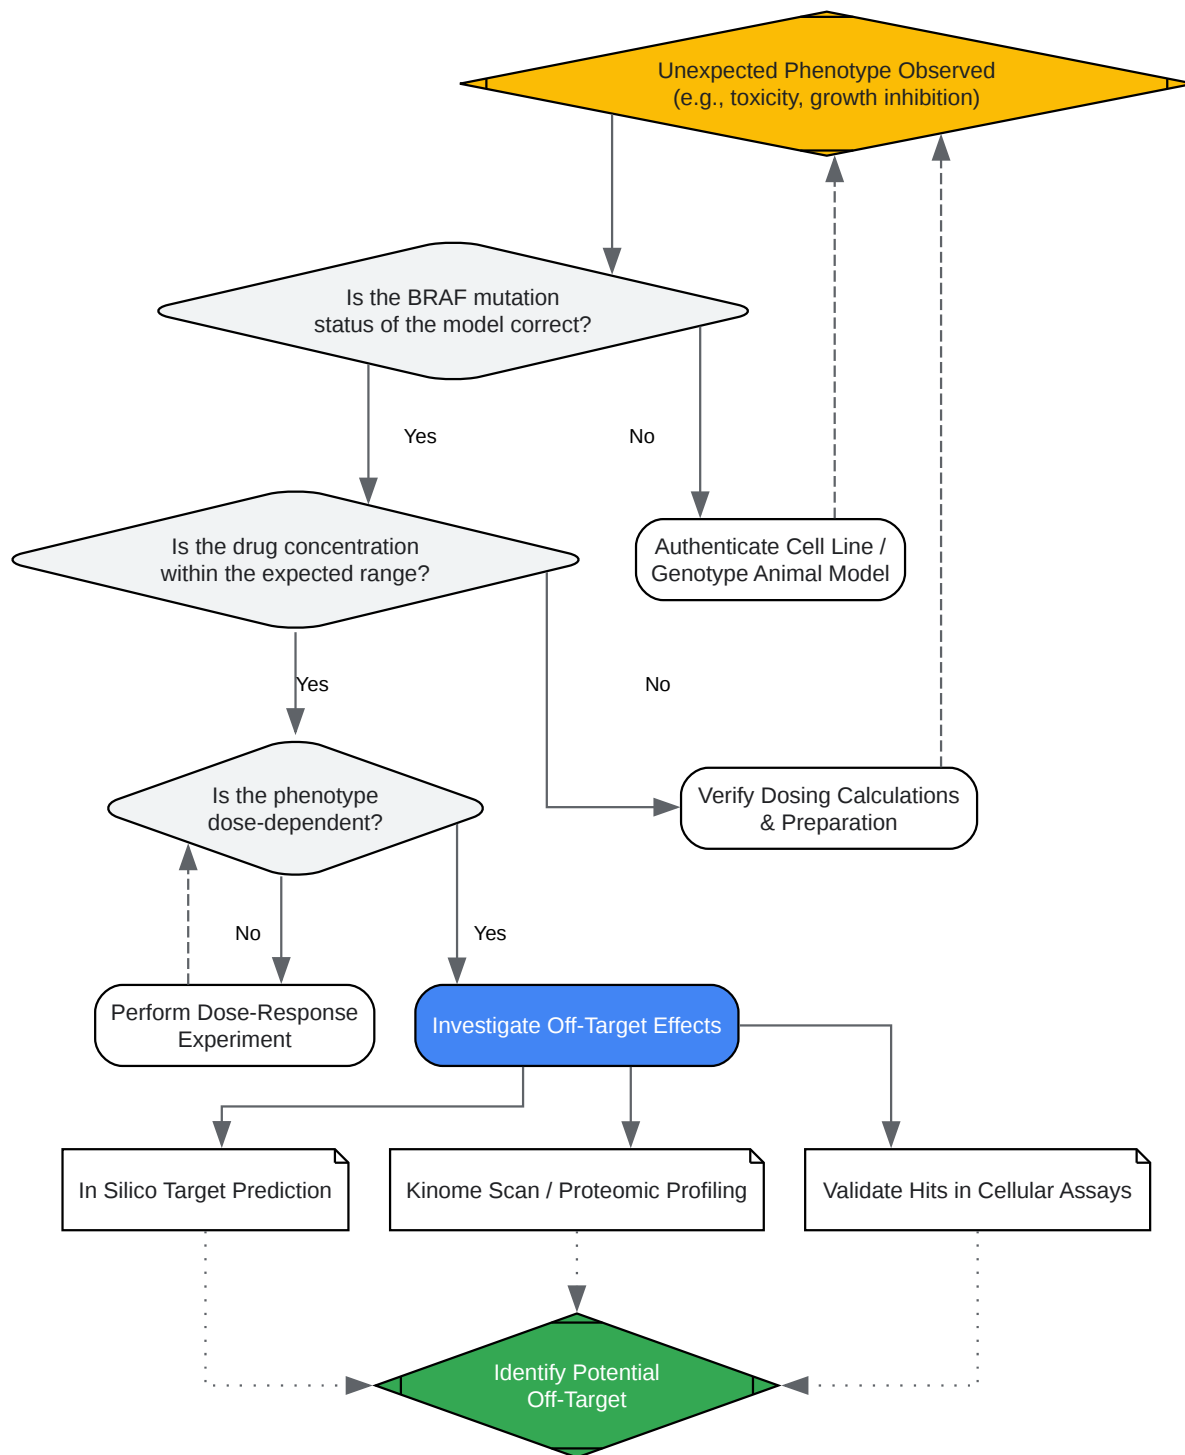 Unexpected Phenotype Observed
(e.g., toxicity, growth inhibition)
Is the BRAF mutation
status of the model correct?
Yes
No
Is the drug concentration
within the expected range?
Authenticate Cell Line /
Genotype Animal Model
Yes
No
Is the phenotype
dose-dependent?
Verify Dosing Calculations
& Preparation
No
Yes
Perform Dose-Response
Experiment
Investigate Off-Target Effects
In Silico Target Prediction
Kinome Scan / Proteomic Profiling
Validate Hits in Cellular Assays
Identify Potential
Off-Target